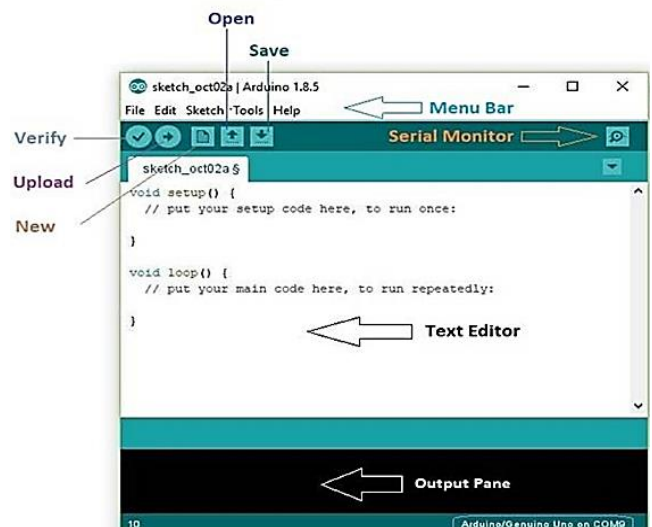 Open
Save
sketch_oct02a | Arduino 1.8.5
File Edit Sketch Tools Help
Menu Bar
Verify
Serial Monitor
Upload
sketch_oct02a §
New
void setup() {
// put your setup code here, to run once:
}
void loop() {
// put your main code here, to run repeatedly:
}
Text Editor
Output Pane
10
Arduino/Genuino Uno on COM9